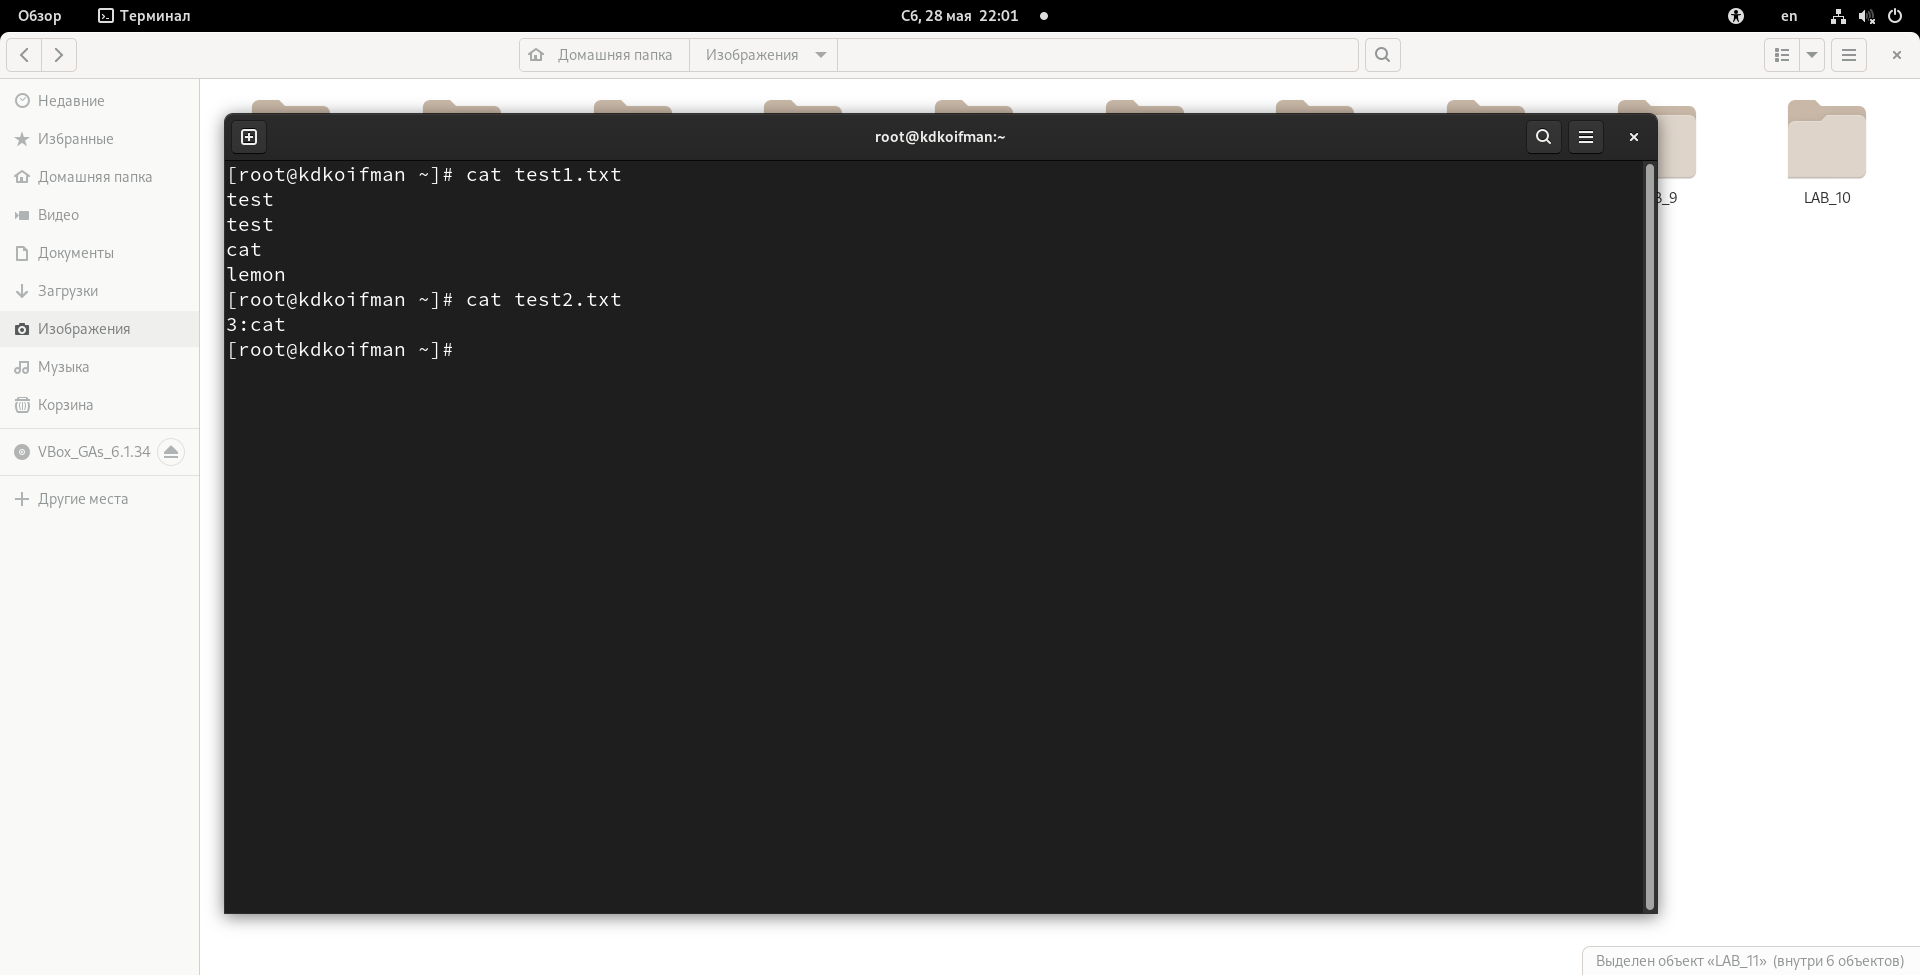 Обзор
Терминал
Сб, 28 мая 22:01
en
Домашняя папка
Изображения
Недавние
Избранные
Домашняя папка
Видео
Документы
Загрузки
Изображения
Музыка
Корзина
VBox_GAs_6.1.34
Другие места
root@kdkoifman:~
[root@kdkoifman ~]# cat test1.txt
test
test
cat
lemon
[root@kdkoifman ~]# cat test2.txt
3:cat
[root@kdkoifman ~]#
LAB_10
Выделен объект «LAB_11» (внутри 6 объектов)